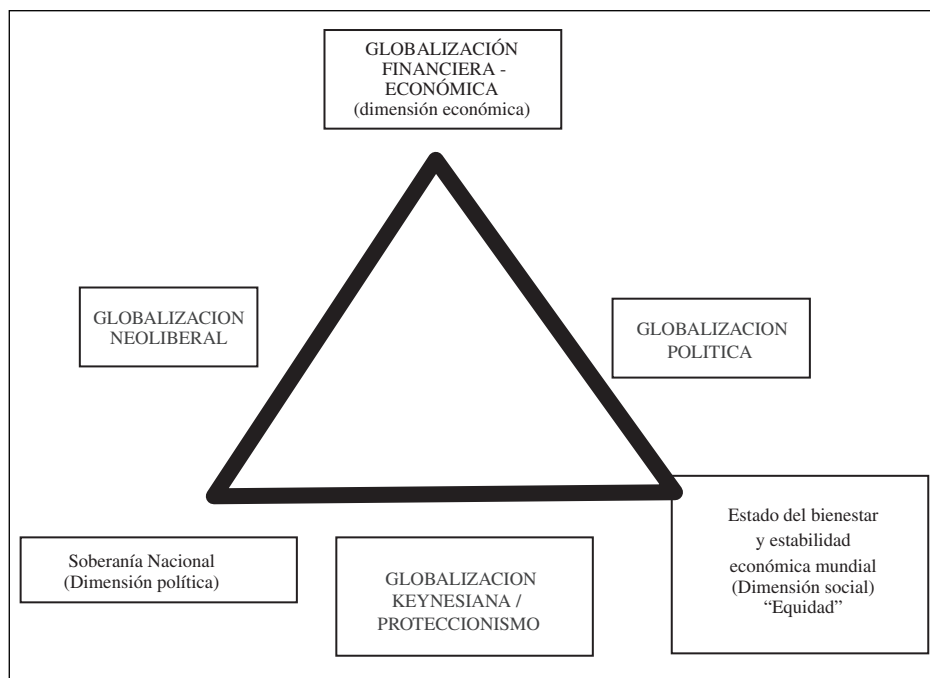 GLOBALIZACIÓN
FINANCIERA -
ECONÓMICA
(dimensión económica)
GLOBALIZACION
NEOLIBERAL
GLOBALIZACION
POLITICA
Soberanía Nacional
(Dimensión política)
GLOBALIZACION
KEYNESIANA /
PROTECCIONISMO
Estado del bienestar
y estabilidad
económica mundial
(Dimensión social)
“Equidad”